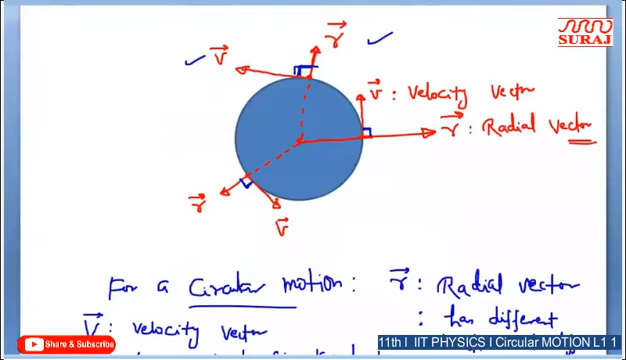 SURAJ
r
v
v : velocity vector
r : Radial vector
r
v
For a Circular motion : r : Radial vector
: has different
V : velocity vector
Share & Subscribe
11th I IIT PHYSICS I Circular MOTION L1 1